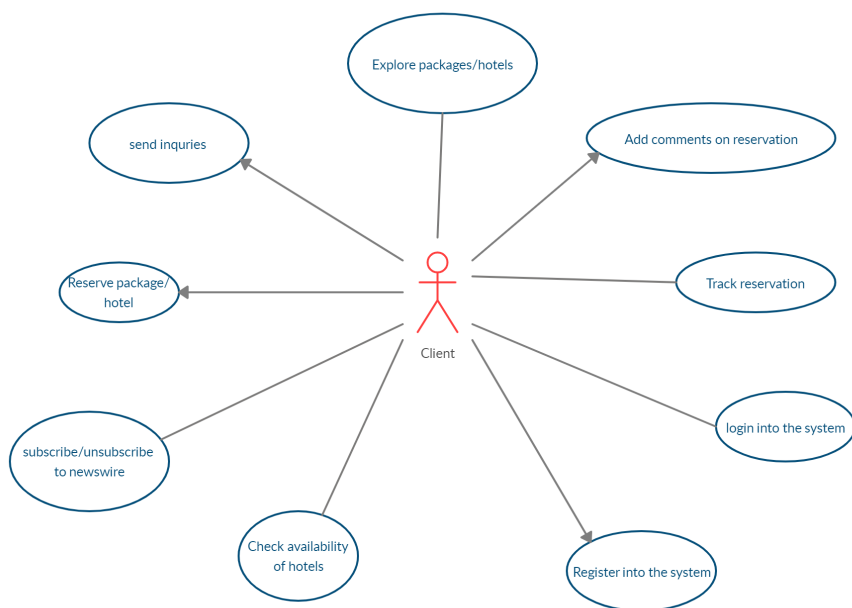 Explore packages/hotels
send inquries
Add comments on reservation
Reserve package/
hotel
Track reservation
Client
login into the system
subscribe/unsubscribe
to newswire
Check availability
of hotels
Register into the system